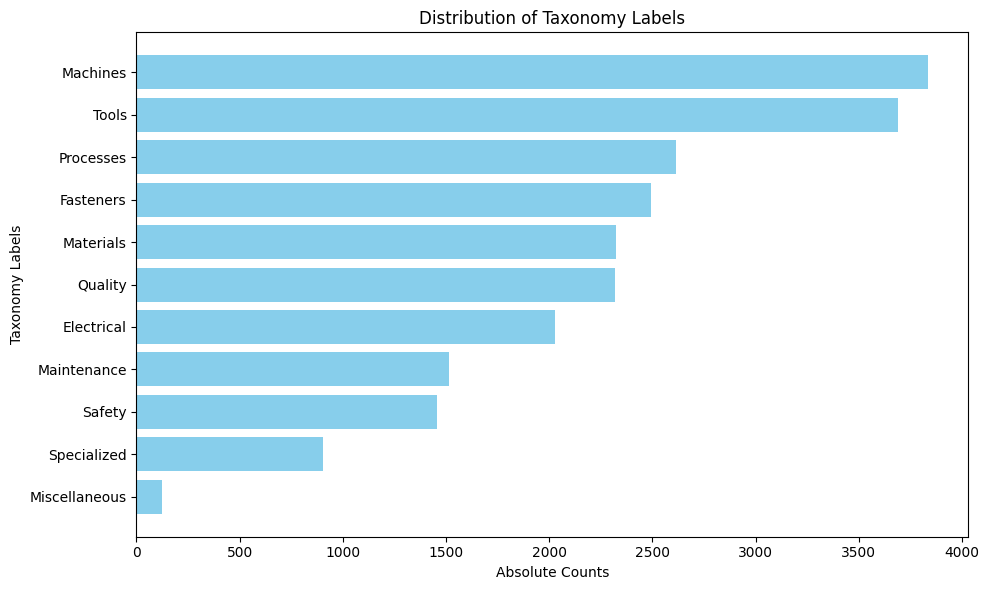 Distribution of Taxonomy Labels
Taxonomy Labels
Machines
Tools
Processes
Fasteners
Materials
Quality
Electrical
Maintenance
Safety
Specialized
Miscellaneous
0 500 1000 1500 2000 2500 3000 3500 4000
Absolute Counts